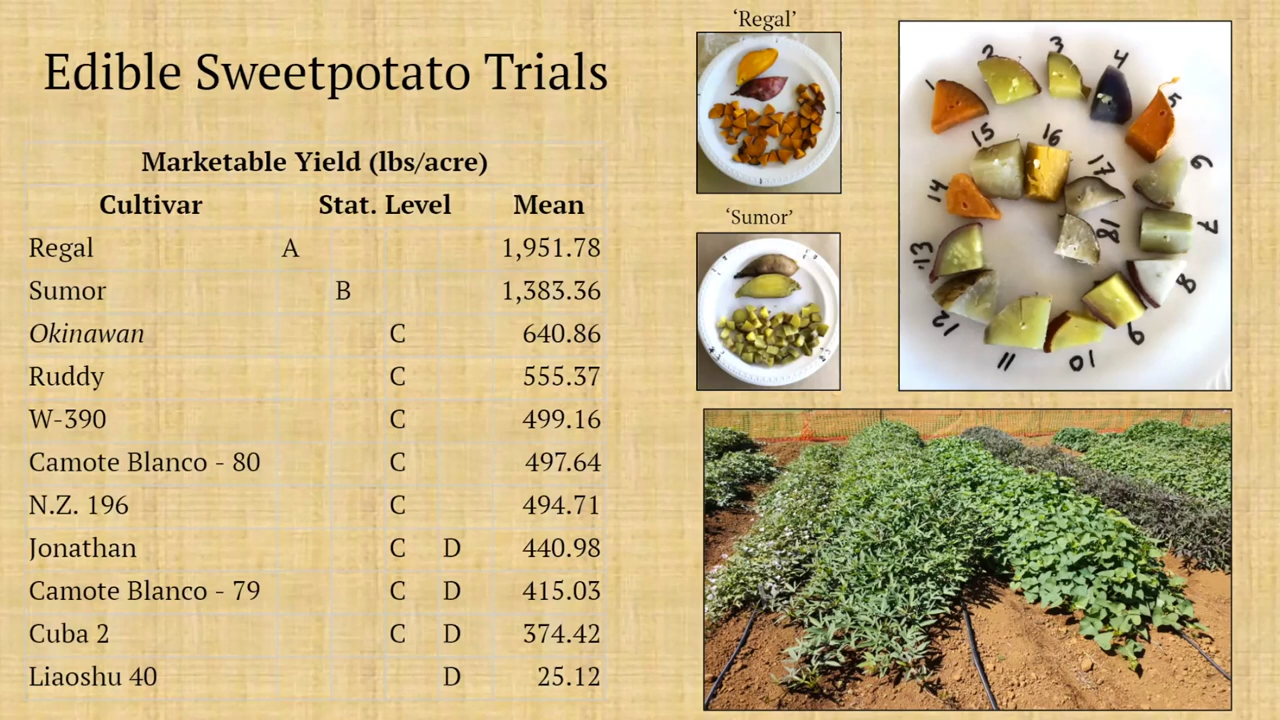 Edible Sweetpotato Trials
Marketable Yield (lbs/acre)
Cultivar Stat. Level Mean
Regal A 1,951.78
Sumor B 1,383.36
Okinawan C 640.86
Ruddy C 555.37
W-390 C 499.16
Camote Blanco - 80 C 497.64
N.Z. 196 C 494.71
Jonathan C D 440.98
Camote Blanco - 79 C D 415.03
Cuba 2 C D 374.42
Liaoshu 40 D 25.12
‘Regal’
‘Sumor’
1
2
3
4
5
6
7
8
9
10
11
12
13
14
15
16
17
18